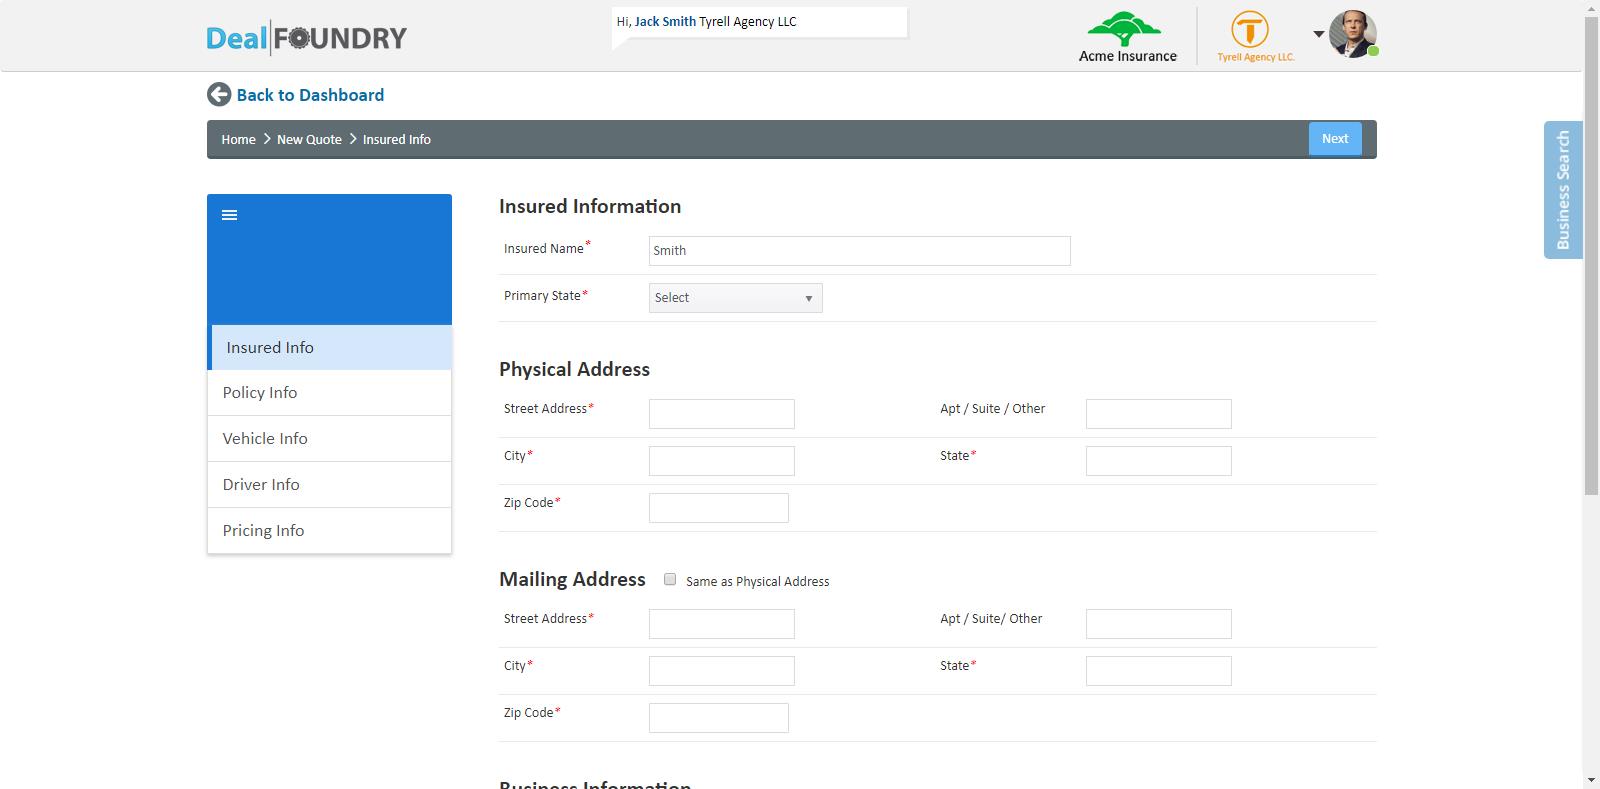 Deal FOUNDRY
Hi, Jack Smith Tyrell Agency LLC
Acme Insurance
T
Tyrell Agency LLC.
Back to Dashboard
Home > New Quote > Insured Info
Next
Business Search
Insured Info
Policy Info
Vehicle Info
Driver Info
Pricing Info
Insured Information
Insured Name* Smith
Primary State* Select
Physical Address
Street Address* Apt / Suite / Other
City* State*
Zip Code*
Mailing Address Same as Physical Address
Street Address* Apt / Suite/ Other
City* State*
Zip Code*
Business Information